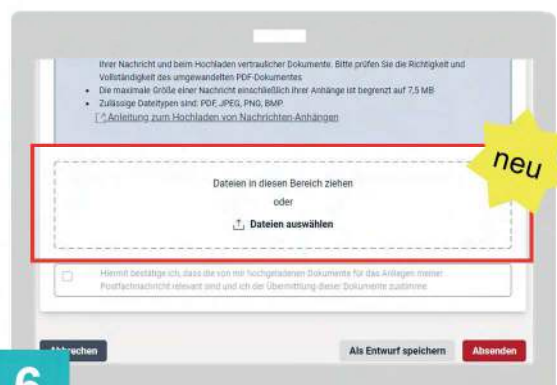 Ihrer Nachricht und beim Hochladen vertraulicher Dokumente. Bitte prüfen Sie die Richtigkeit und
Vollständigkeit des umgewandelten PDF-Dokumentes
• Die maximale Größe einer Nachricht einschließlich Ihrer Anhänge ist begrenzt auf 7,5 MB
• Zulässige Dateitypen sind: PDF, JPEG, PNG, BMP
Anleitung zum Hochladen von Nachrichten-Anhängen
neu
Dateien in diesen Bereich ziehen
oder
Dateien auswählen
Hiermit bestätige ich, dass die von mir hochgeladenen Dokumente für das Anliegen meiner
Postfachnachricht relevant sind und ich der Übermittlung dieser Dokumente zustimme
Abbrechen
Als Entwurf speichern
Absenden
6